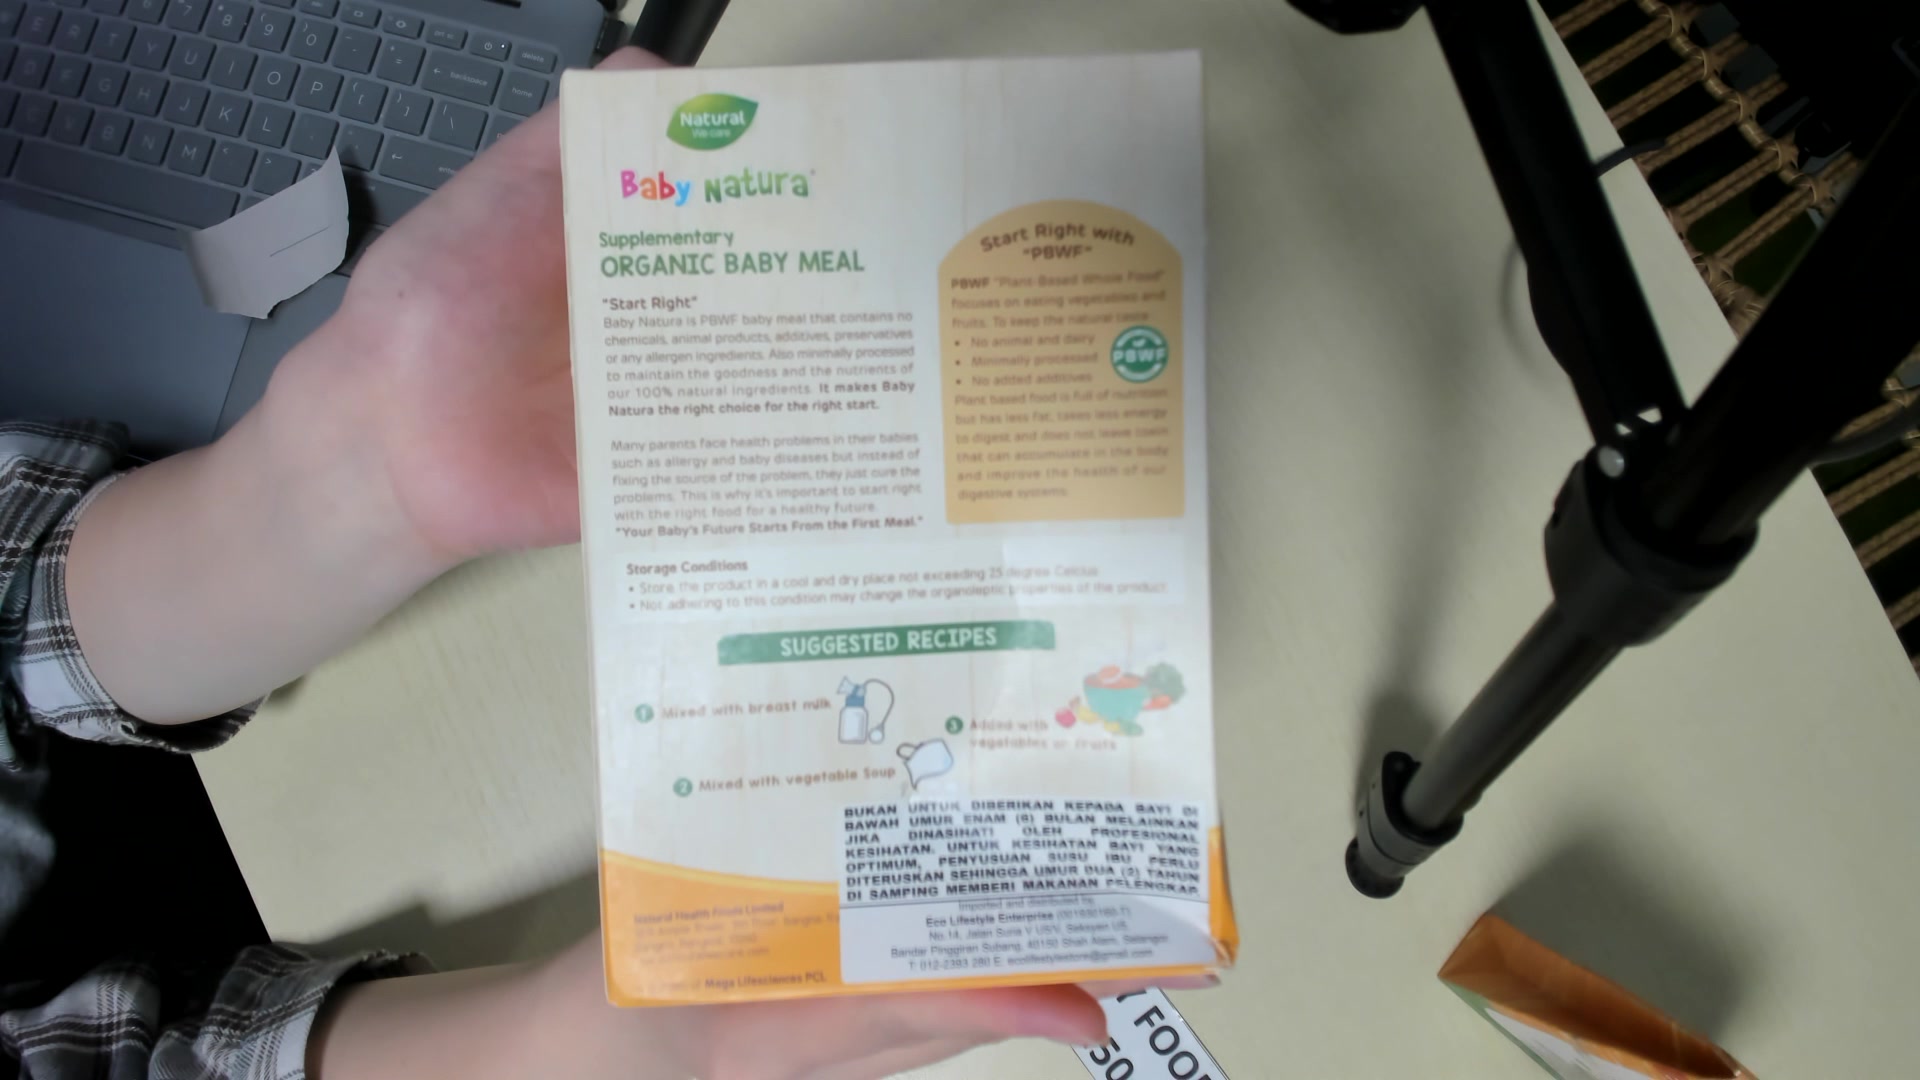 Natural
We care
Baby Natura
Supplementary
ORGANIC BABY MEAL
"Start Right"
Baby Natura is PBWF baby meal that contains no
chemicals, animal products, additives, preservatives
or any allergen ingredients. Also minimally processed
to maintain the goodness and the nutrients of
our 100% natural ingredients. It makes Baby
Natura the right choice for the right start.
Many parents face health problems in their babies
such as allergy and baby diseases but instead of
fixing the source of the problem, they just cure the
problems. This is why it's important to start right
with the right food for a healthy future.
"Your Baby's Future Starts From the First Meal."
Start Right with
"PBWF"
PBWF "Plant-Based Whole Food"
focuses on eating vegetables and
fruits. To keep the natural taste
• No animal and dairy
• Minimally processed
• No added additives
PBWF
Plant based food is full of nutrition
but has less fat, takes less energy
to digest and does not leave toxin
that can accumulate in the body
and improve the health of our
digestive systems.
Storage Conditions
• Store the product in a cool and dry place not exceeding 25 degree Celcius
• Not adhering to this condition may change the organoleptic properties of the product.
SUGGESTED RECIPES
1 Mixed with breast milk
3 Added with
vegetables or fruits
2 Mixed with vegetable Soup
BUKAN UNTUK DIBERIKAN KEPADA BAYI DI
BAWAH UMUR ENAM (6) BULAN MELAINKAN
JIKA DINASIHATI OLEH PROFESIONAL
KESIHATAN. UNTUK KESIHATAN BAYI YANG
OPTIMUM, PENYUSUAN SUSU IBU PERLU
DITERUSKAN SEHINGGA UMUR DUA (2) TAHUN
DI SAMPING MEMBERI MAKANAN PELENGKAP.
Imported and distributed by:
Eco Lifestyle Enterprise
No.14, Jalan Suria V U5/V, Seksyen U5,
Bandar Pinggiran Subang, 40150 Shah Alam, Selangor
T: 012-2393 280 E: ecolifestylestore@gmail.com
Natural Health Foods Limited
of Mega Lifesciences PCL
FOOD
50
backspace
delete
home